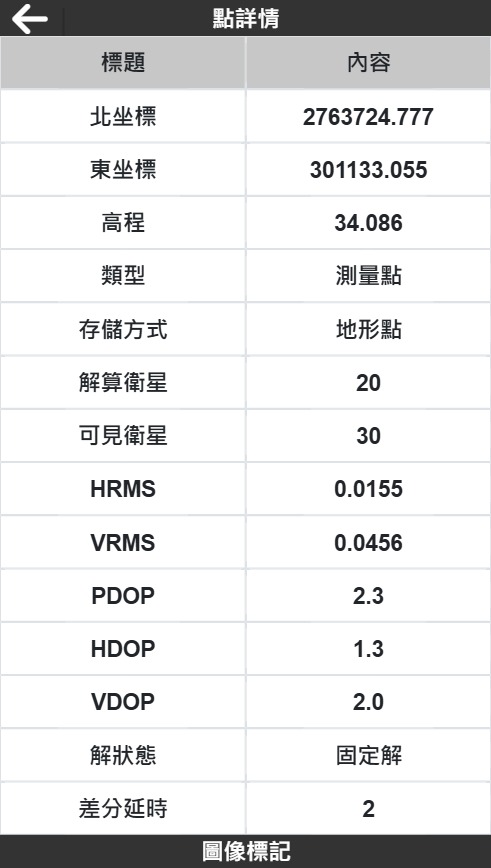 點詳情
標題 內容
北坐標 2763724.777
東坐標 301133.055
高程 34.086
類型 測量點
存儲方式 地形點
解算衛星 20
可見衛星 30
HRMS 0.0155
VRMS 0.0456
PDOP 2.3
HDOP 1.3
VDOP 2.0
解狀態 固定解
差分延時 2
圖像標記